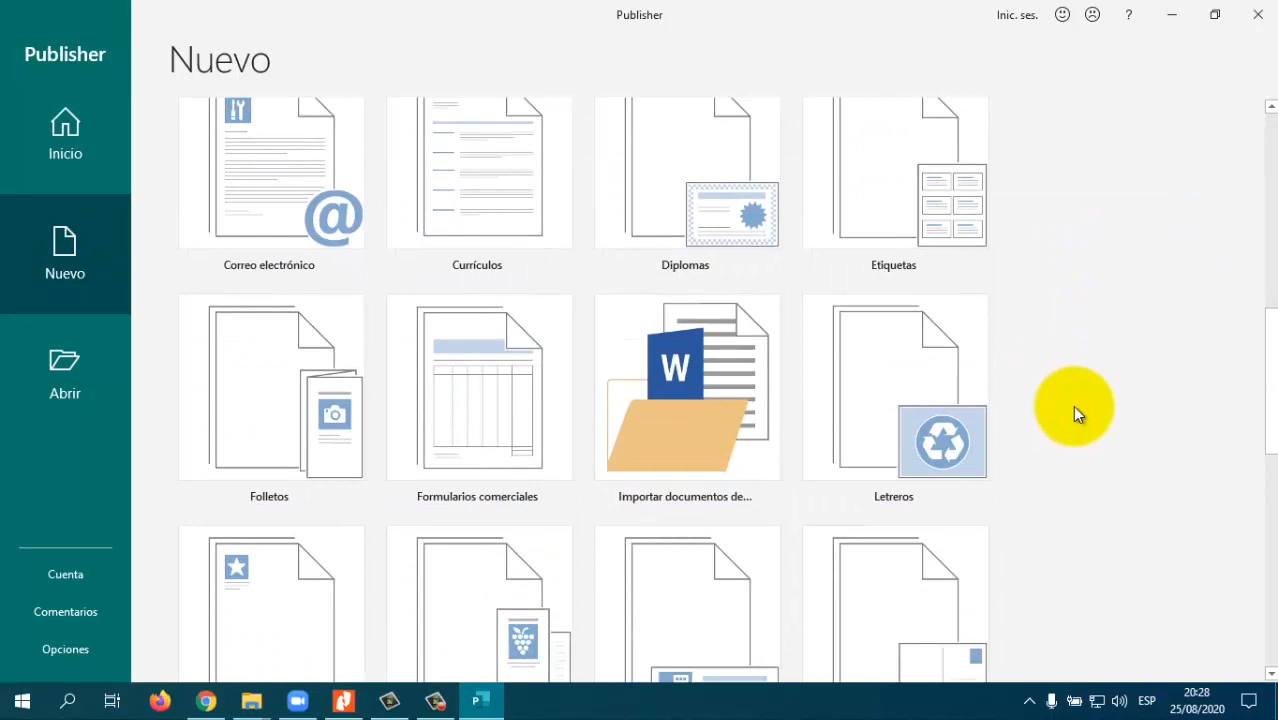 Publisher
Inic. ses.
?
Publisher
Nuevo
Inicio
Nuevo
Abrir
Cuenta
Comentarios
Opciones
@
Correo electrónico
Currículos
Diplomas
Etiquetas
W
Folletos
Formularios comerciales
Importar documentos de...
Letreros
P
ESP
20:28
25/08/2020